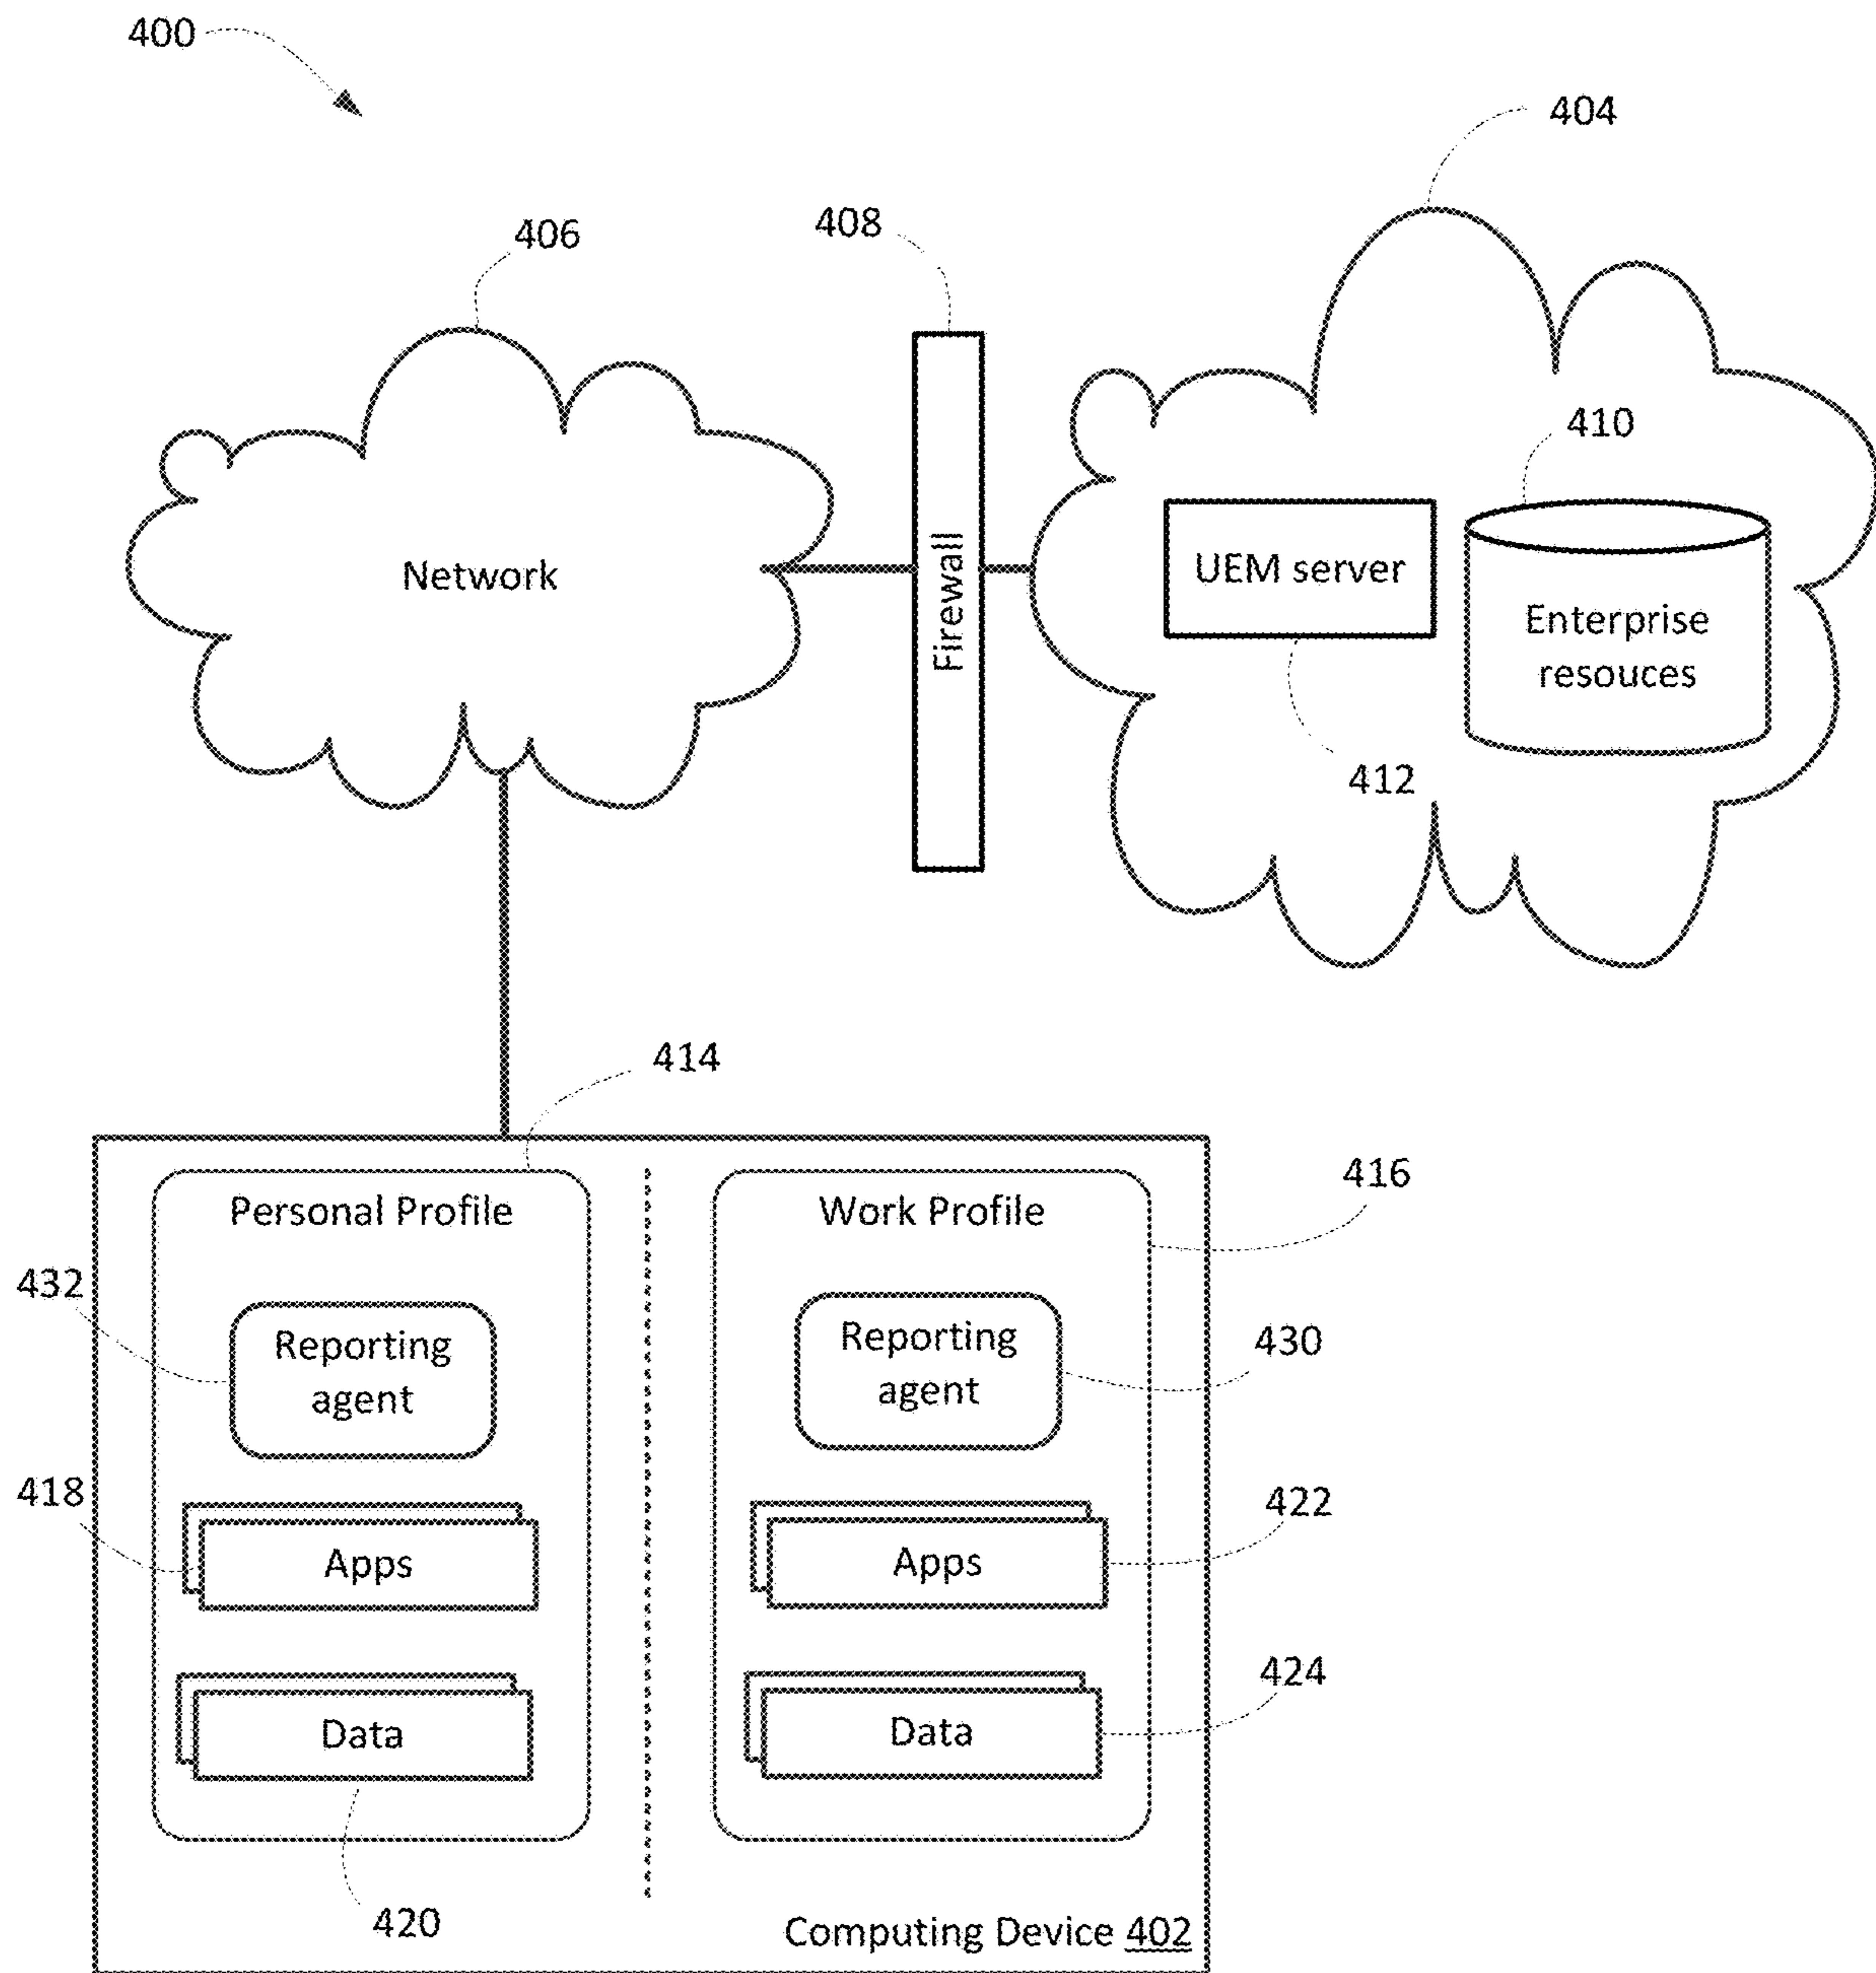 400
404
406
408
410
Network
Firewall
UEM server
Enterprise
resouces
412
414
416
Personal Profile
Work Profile
432
Reporting
agent
Reporting
agent
430
418
Apps
Apps
422
Data
Data
424
420
Computing Device 402